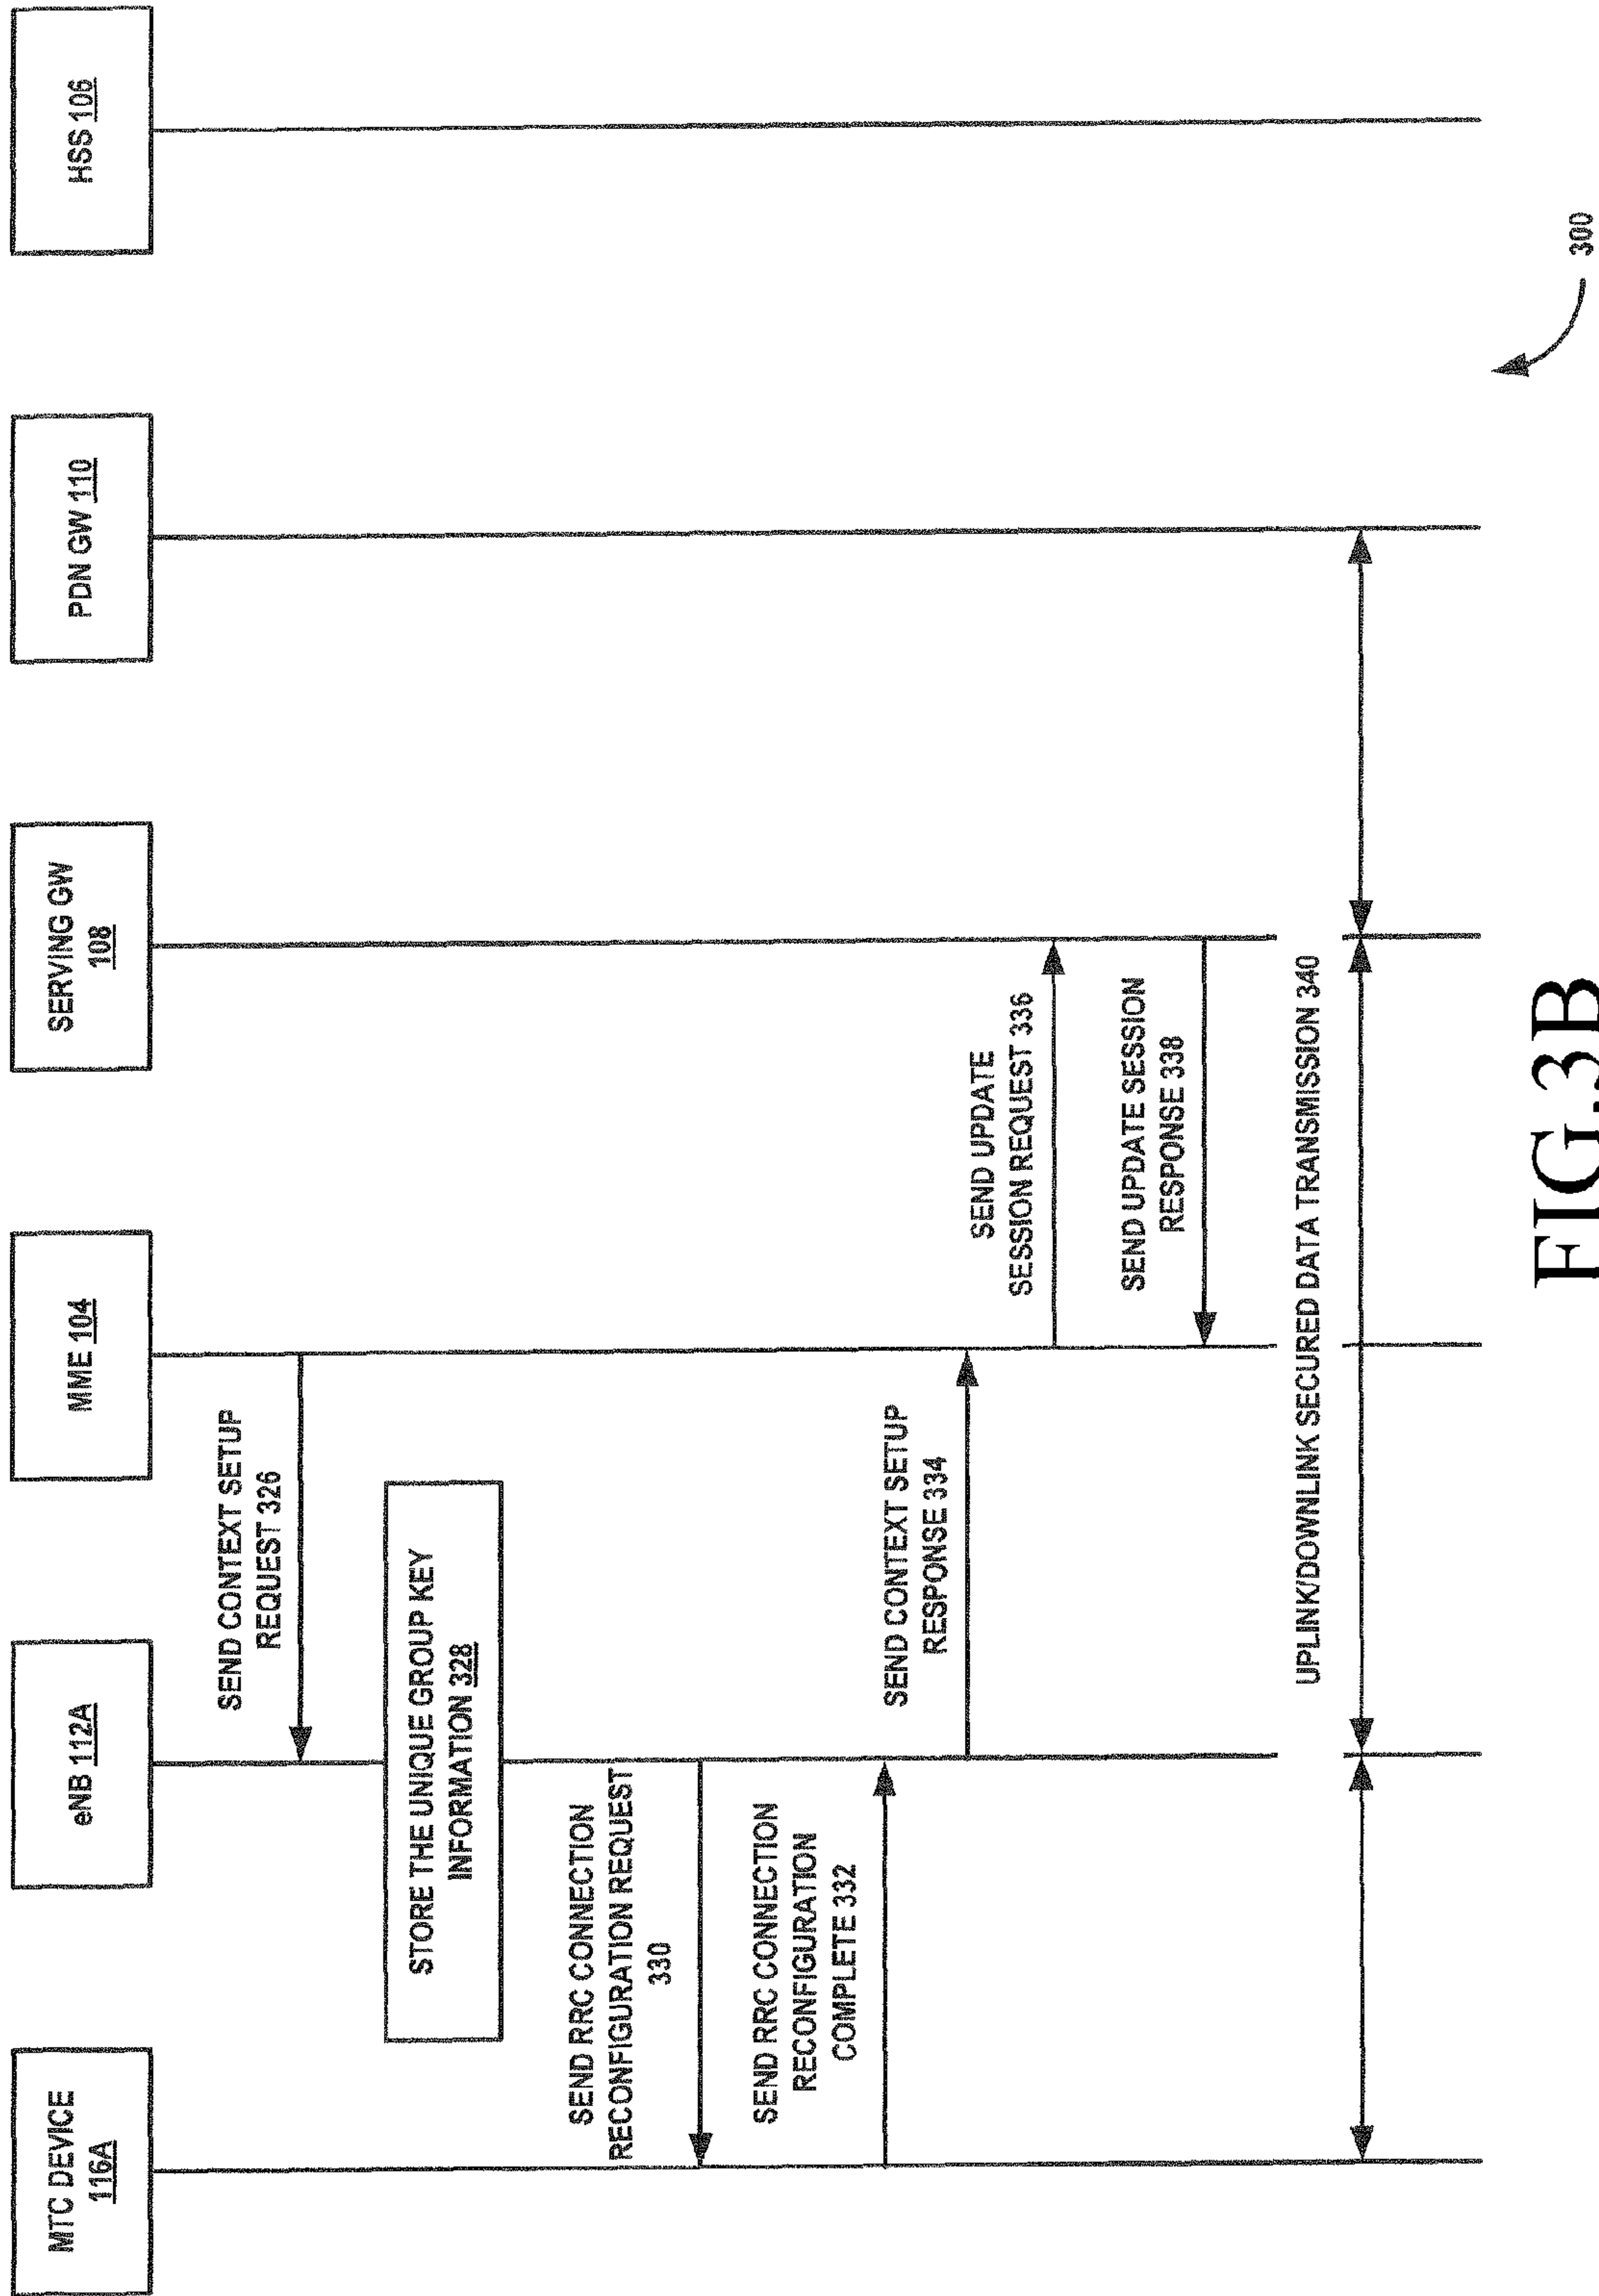 MTC DEVICE
116A
eNB 112A
MME 104
SERVING GW
108
PDN GW 110
HSS 106
SEND CONTEXT SETUP
REQUEST 326
STORE THE UNIQUE GROUP KEY
INFORMATION 328
SEND RRC CONNECTION
RECONFIGURATION REQUEST
330
SEND RRC CONNECTION
RECONFIGURATION
COMPLETE 332
SEND CONTEXT SETUP
RESPONSE 334
SEND UPDATE
SESSION REQUEST 336
SEND UPDATE SESSION
RESPONSE 338
UPLINK/DOWNLINK SECURED DATA TRANSMISSION 340
300
FIG.3B